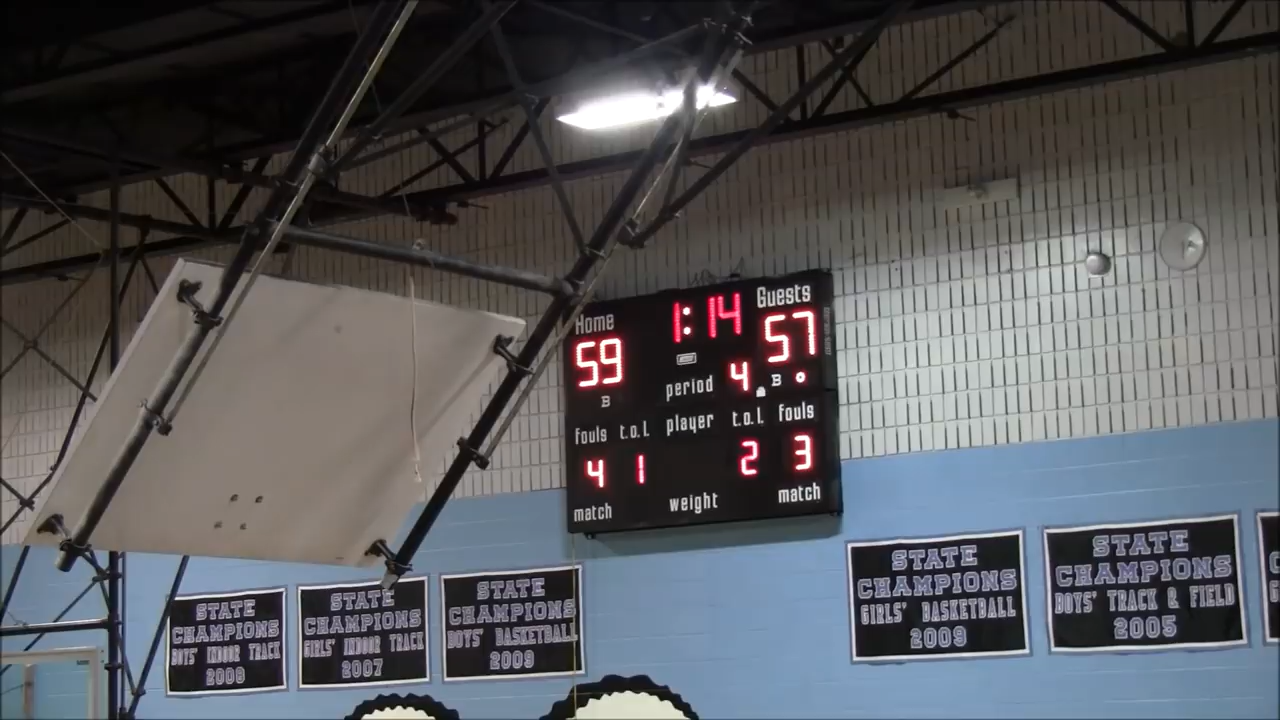 Home 1:14 Guests
59 57
period 4
B B
fouls t.o.l. player t.o.l. fouls
4 1 2 3
match weight match
STATE
CHAMPIONS
BOYS' INDOOR TRACK
2008
STATE
CHAMPIONS
GIRLS' INDOOR TRACK
2007
STATE
CHAMPIONS
BOYS' BASKETBALL
2009
STATE
CHAMPIONS
GIRLS' BASKETBALL
2009
STATE
CHAMPIONS
BOYS' TRACK & FIELD
2005